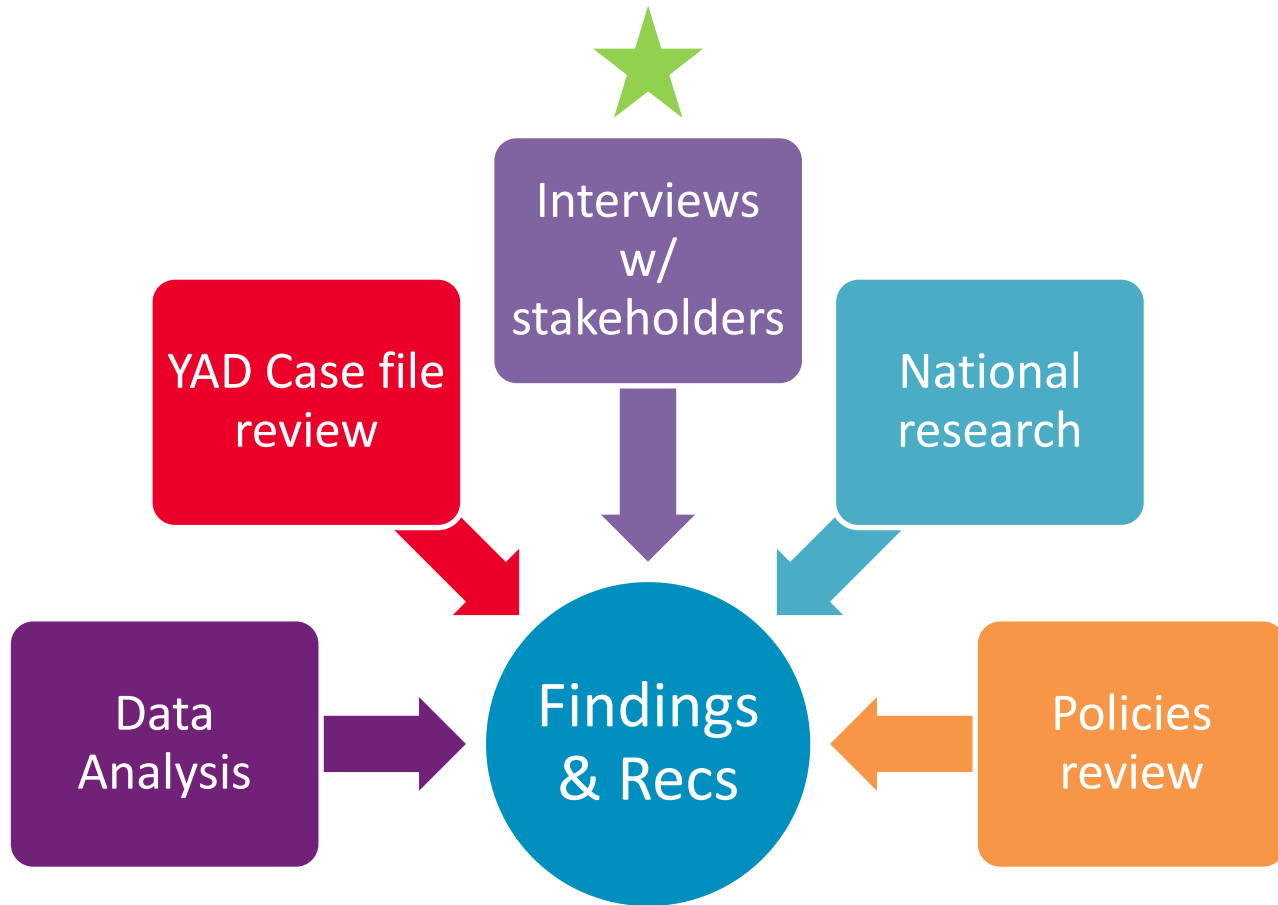 Interviews
w/
stakeholders
YAD Case file
review
National
research
Data
Analysis
Findings
& Recs
Policies
review